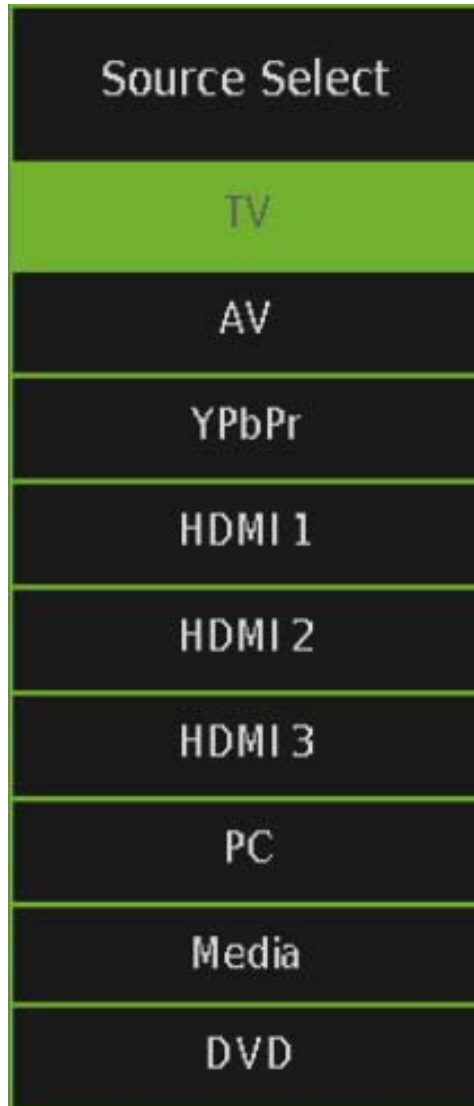 Source Select
TV
AV
YPbPr
HDMI 1
HDMI 2
HDMI 3
PC
Media
DVD